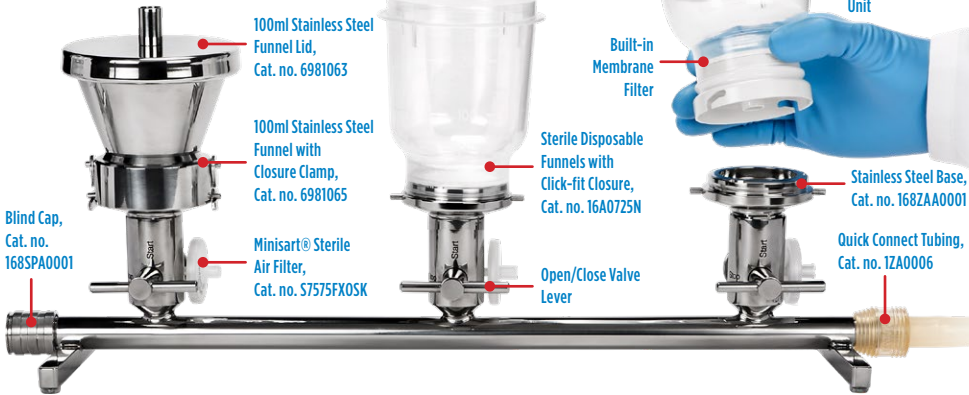 100ml Stainless Steel
Funnel Lid,
Cat. no. 6981063
100ml Stainless Steel
Funnel with
Closure Clamp,
Cat. no. 6981065
Blind Cap,
Cat. no.
168SPA0001
Minisart® Sterile
Air Filter,
Cat. no. S7575FXOSK
Sterile Disposable
Funnels with
Click-fit Closure,
Cat. no. 16A0725N
Open/Close Valve
Lever
Built-in
Membrane
Filter
Unit
Stainless Steel Base,
Cat. no. 168ZAA0001
Quick Connect Tubing,
Cat. no. 1ZA0006
Start
Start
Start